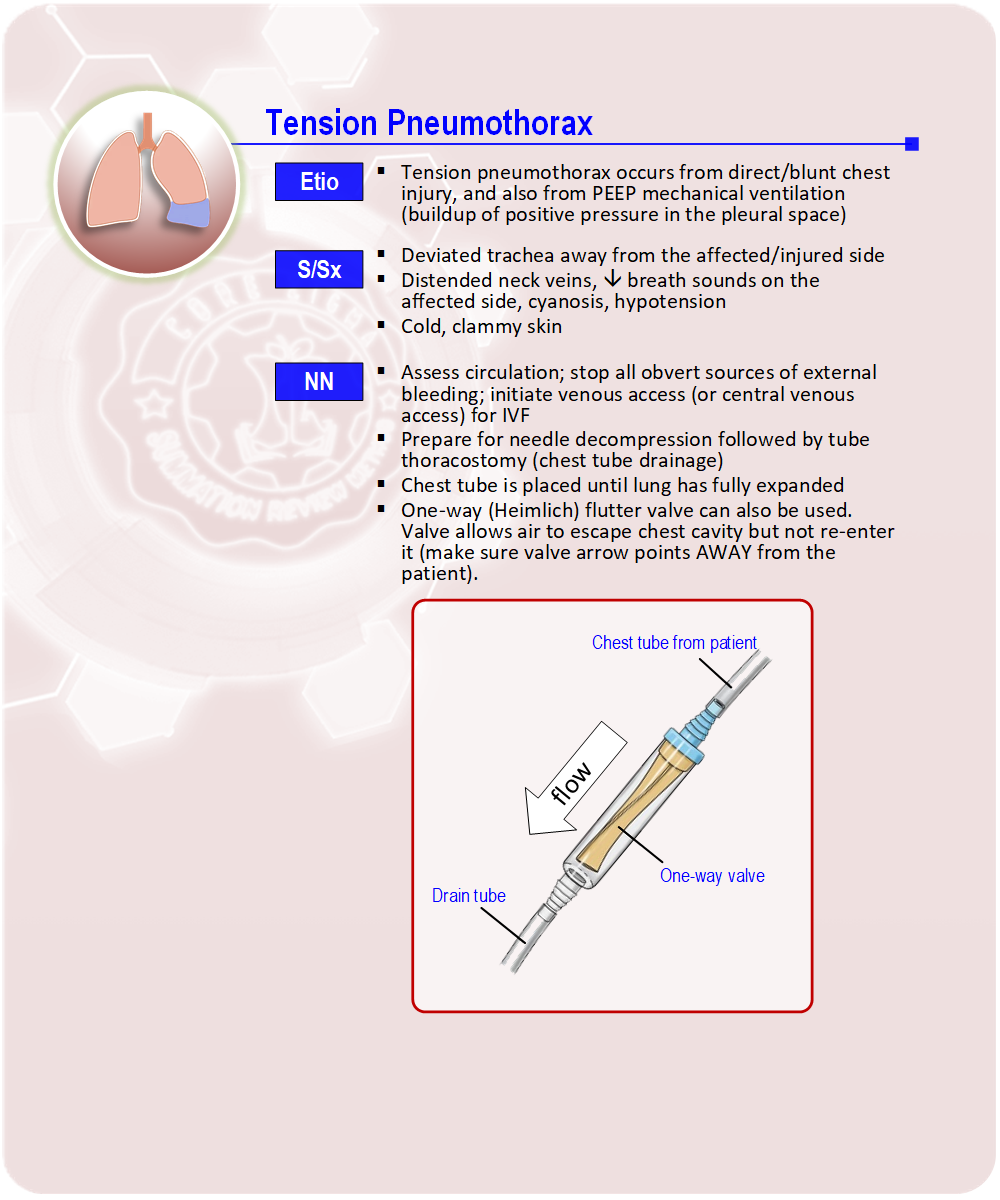 Tension Pneumothorax
Etio
▪ Tension pneumothorax occurs from direct/blunt chest
injury, and also from PEEP mechanical ventilation
(buildup of positive pressure in the pleural space)
S/Sx
▪ Deviated trachea away from the affected/injured side
▪ Distended neck veins, ↓ breath sounds on the
affected side, cyanosis, hypotension
▪ Cold, clammy skin
NN
▪ Assess circulation; stop all obvert sources of external
bleeding; initiate venous access (or central venous
access) for IVF
▪ Prepare for needle decompression followed by tube
thoracostomy (chest tube drainage)
▪ Chest tube is placed until lung has fully expanded
▪ One-way (Heimlich) flutter valve can also be used.
Valve allows air to escape chest cavity but not re-enter
it (make sure valve arrow points AWAY from the
patient).
Chest tube from patient
flow
One-way valve
Drain tube
REVIEW